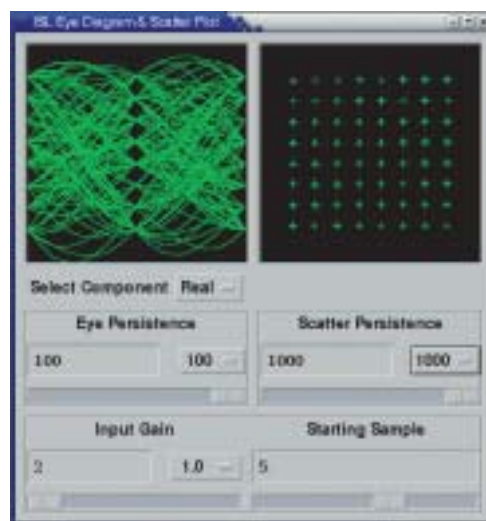 ISL Eye Diagram & Scatter Plot
Select Component Real
Eye Persistence
100 100
Scatter Persistence
1000 1000
Input Gain
2 1.0
Starting Sample
5